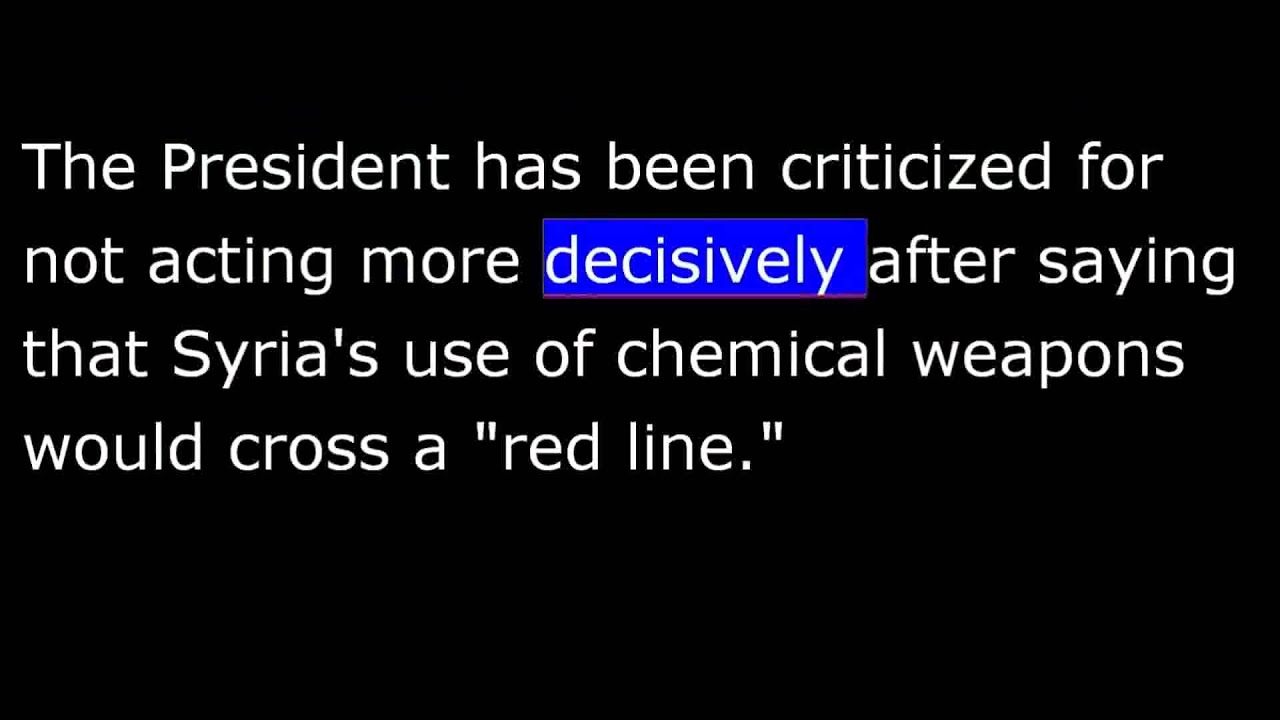 The President has been criticized for
not acting more decisively after saying
that Syria's use of chemical weapons
would cross a "red line."